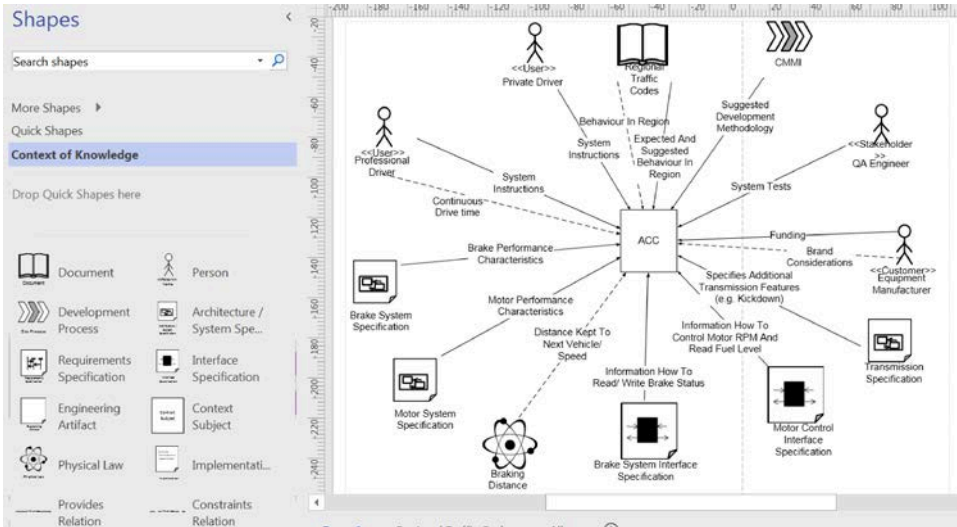 Shapes
Search shapes
More Shapes
Quick Shapes
Context of Knowledge
Drop Quick Shapes here
Document
Person
Development
Process
Architecture /
System Spe...
Requirements
Specification
Interface
Specification
Engineering
Artifact
Context
Subject
Physical Law
Implementati...
Provides
Relation
Constraints
Relation
<<User>>
Private Driver
Regional
Traffic
Codes
CMMI
<<User>>
Professional
Driver
<<Stakeholder
>>
QA Engineer
Behaviour In Region
System
Instructions
Expected And
Suggested
Behaviour In
Region
Suggested
Development
Methodology
System
Instructions
Continuous
Drive time
System Tests
ACC
Funding
Brand
Considerations
<<Customer>>
Equipment
Manufacturer
Brake Performance
Characteristics
Brake System
Specification
Motor Performance
Characteristics
Specifies Additional
Transmission Features
(e.g. Kickdown)
Distance Kept To
Next Vehicle/
Speed
Information How To
Control Motor RPM And
Read Fuel Level
Transmission
Specification
Information How To
Read/ Write Brake Status
Motor System
Specification
Motor Control
Interface
Specification
Braking
Distance
Brake System Interface
Specification